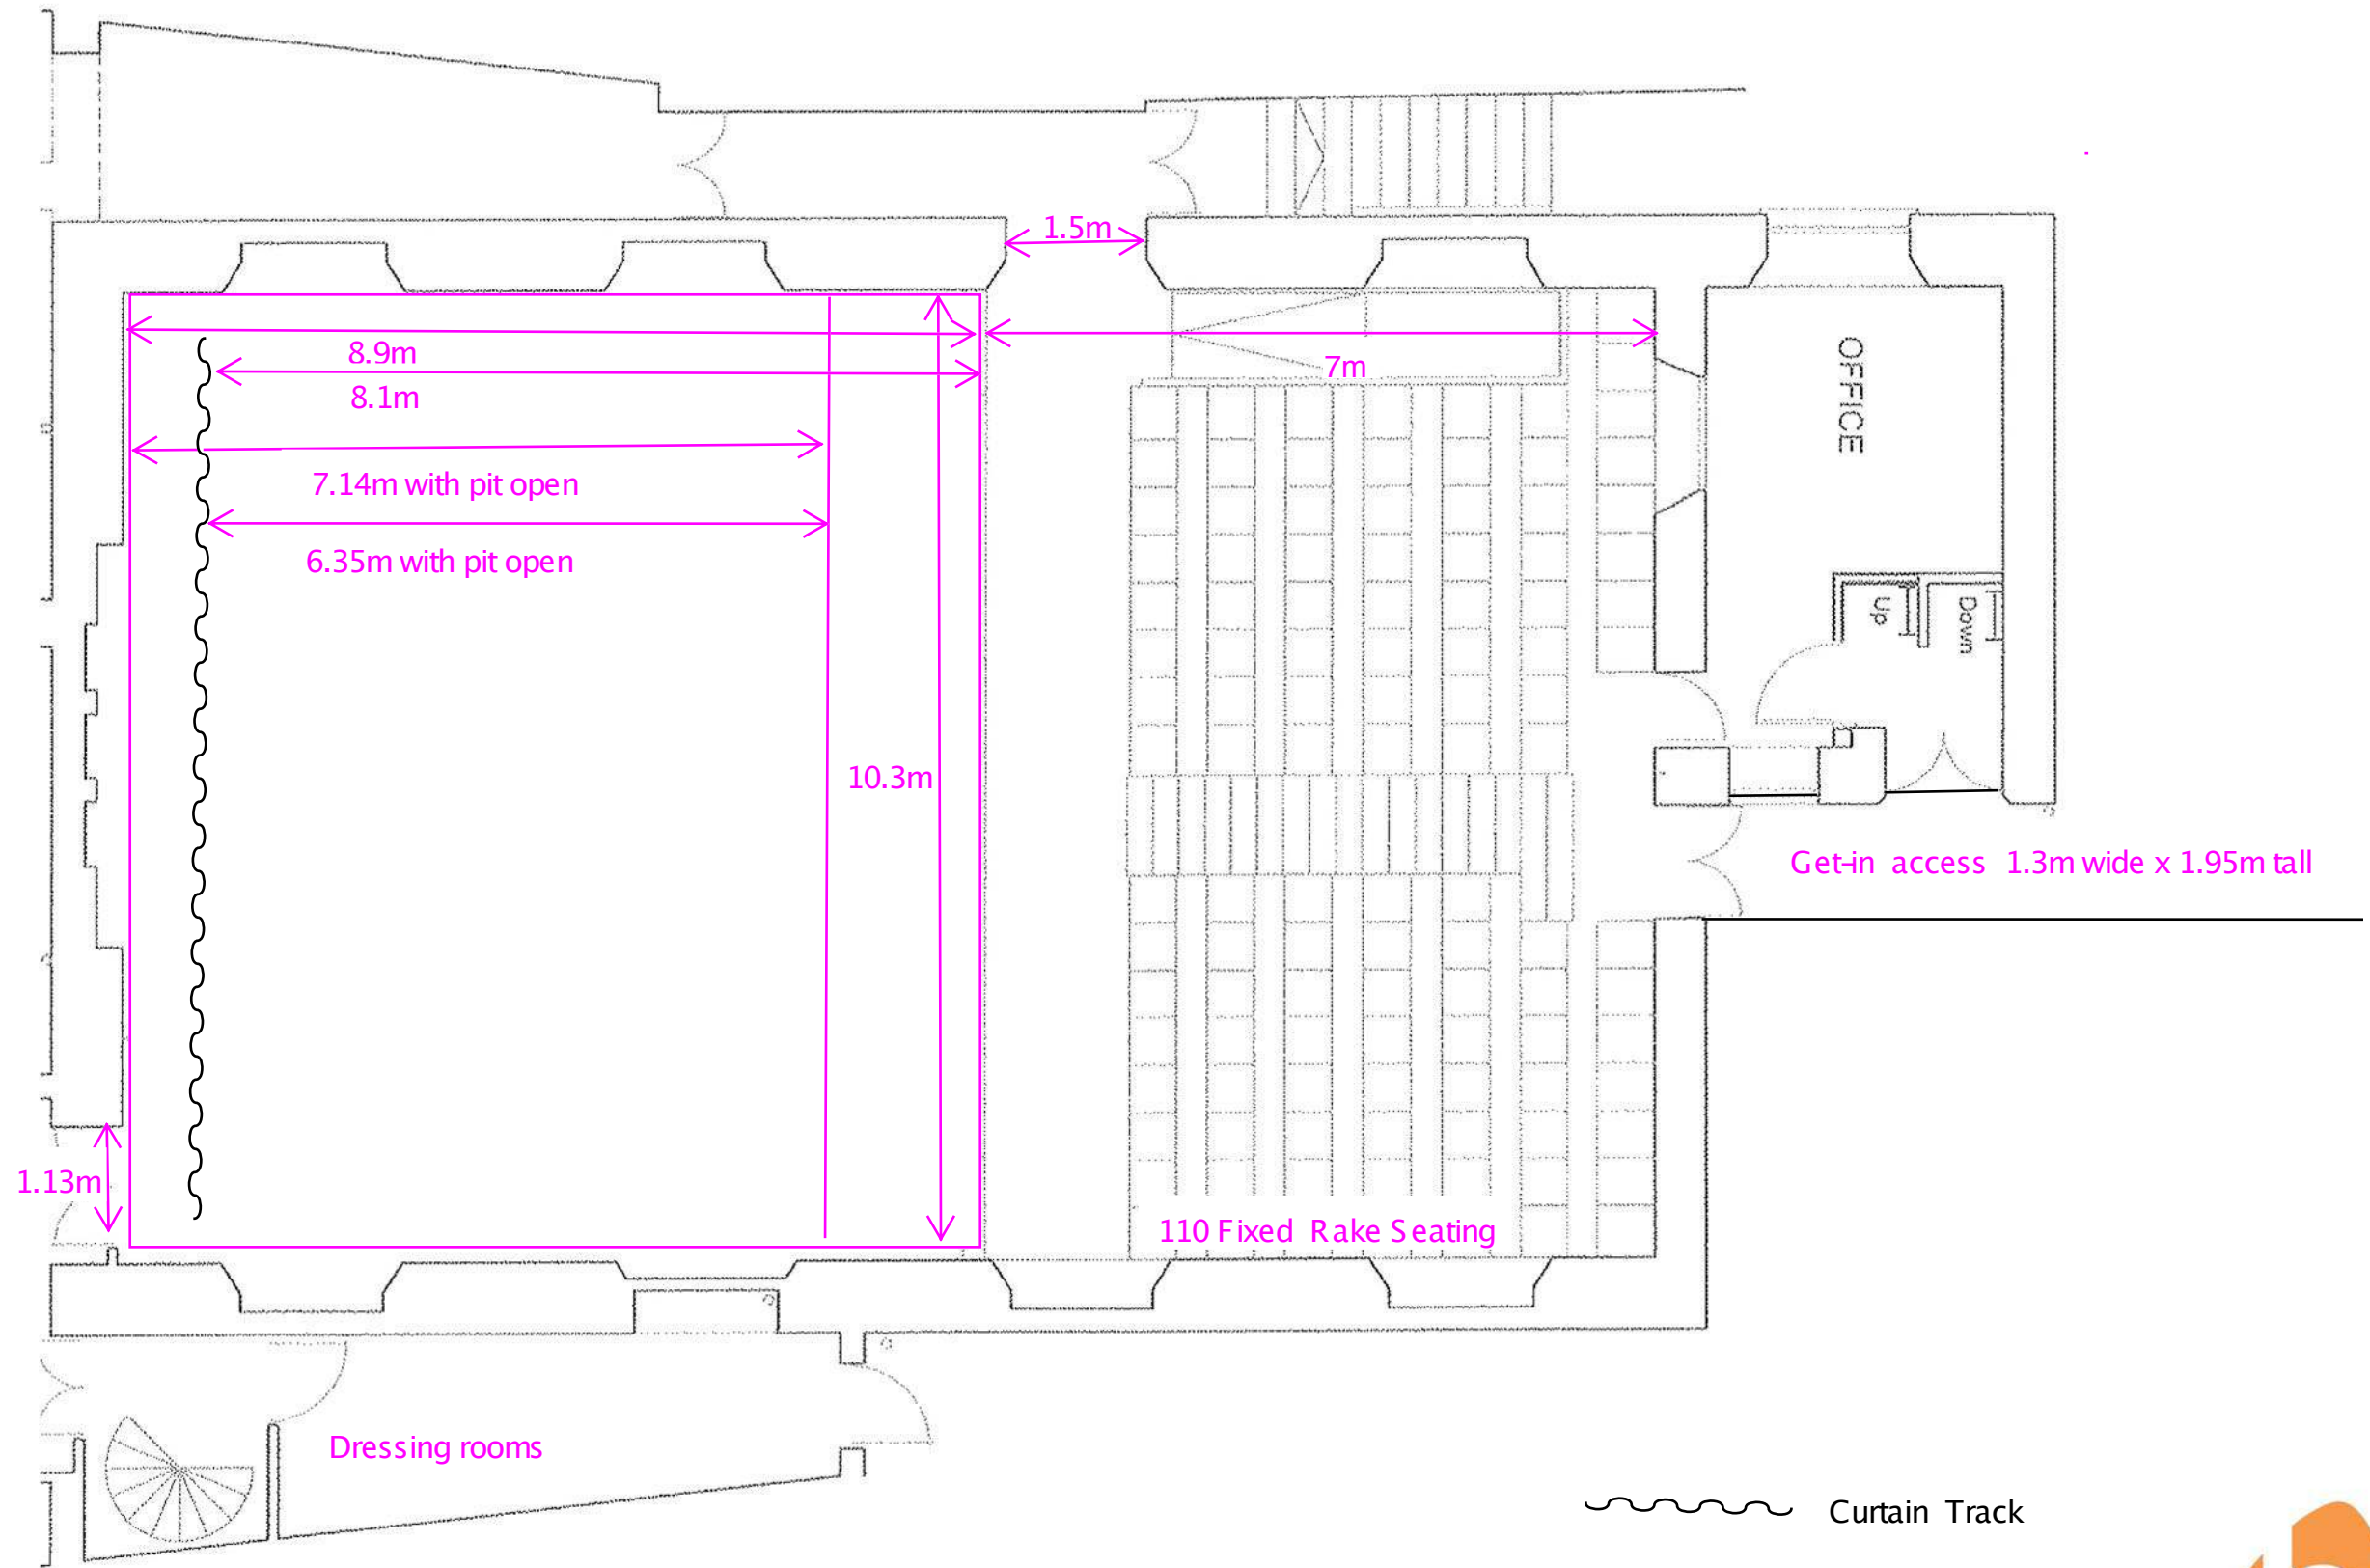 1.5m
8.9m
7m
OFFICE
8.1m
7.14m with pit open
6.35m with pit open
Up
Down
10.3m
Get-in access 1.3m wide x 1.95m tall
1.13m
110 Fixed Rake Seating
Dressing rooms
Curtain Track